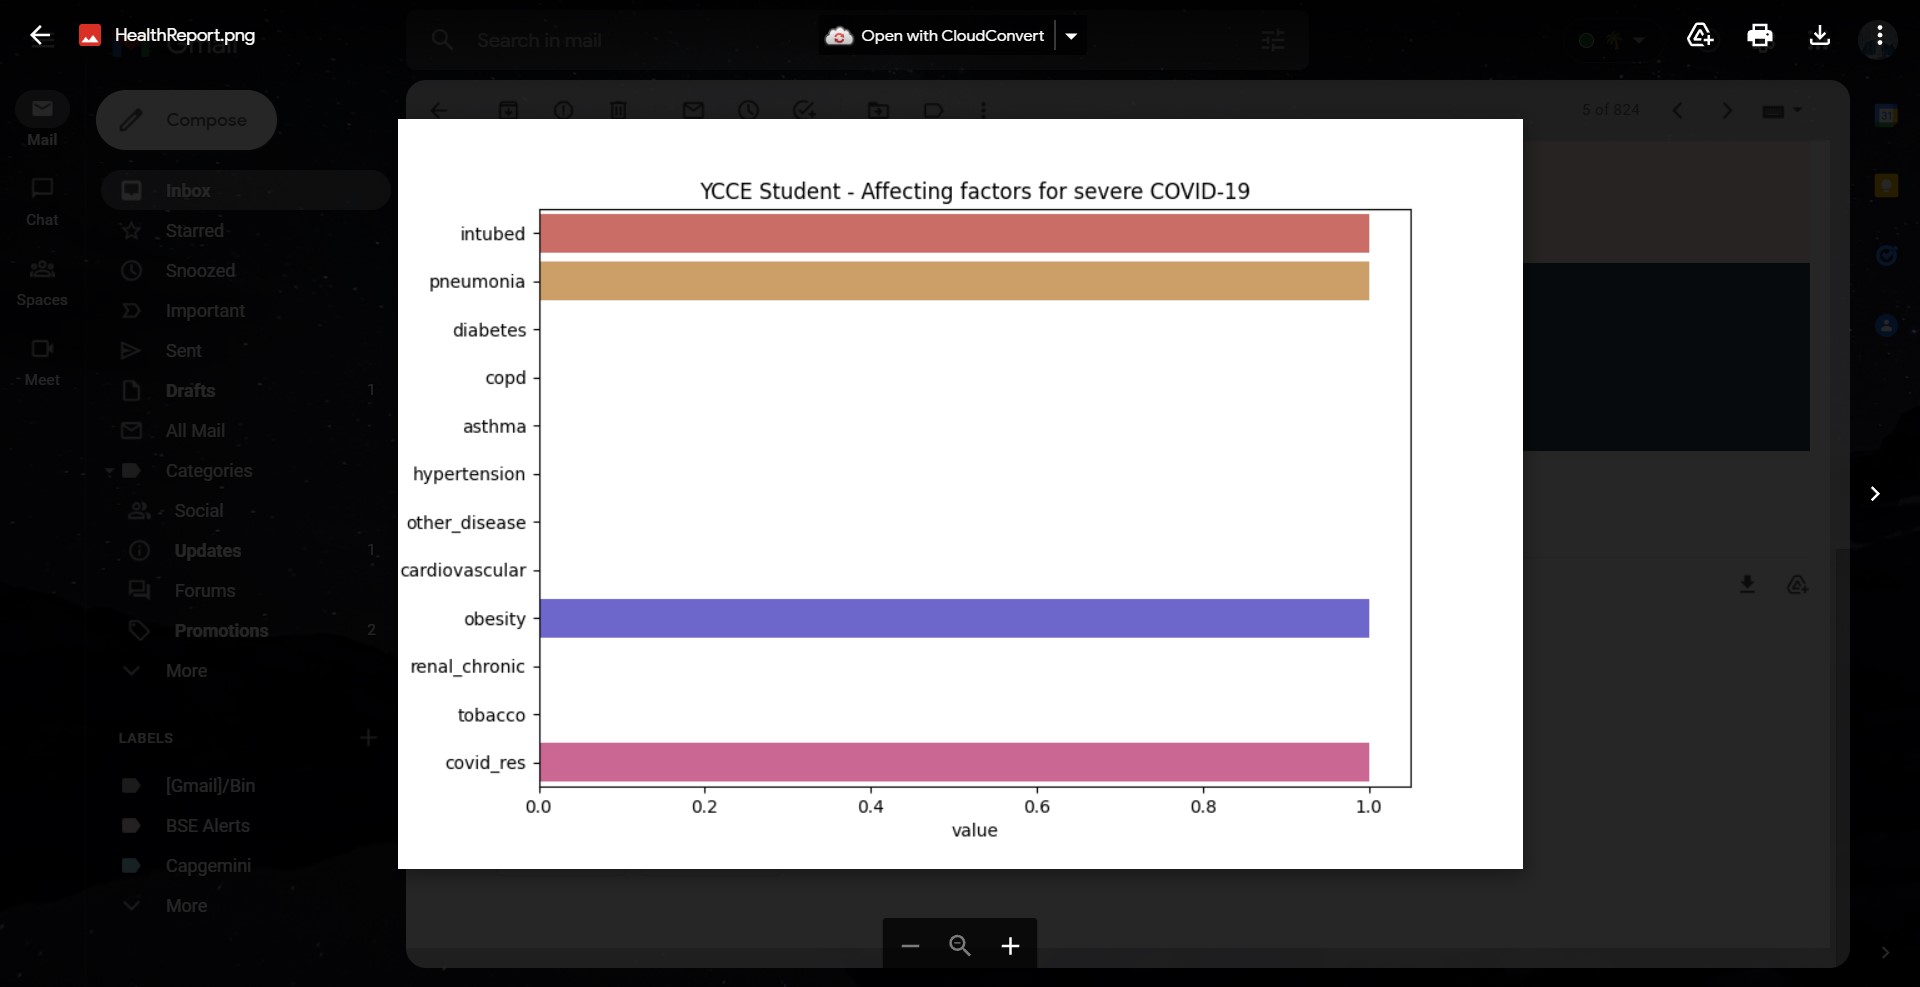 HealthReport.png
Open with CloudConvert
Gmail
Search in mail
Compose
5 of 824
Mail
Chat
Spaces
Meet
Inbox
Starred
Snoozed
Important
Sent
Drafts 1
All Mail
Categories
Social
Updates 1
Forums
Promotions 2
More
LABELS
[Gmail]/Bin
BSE Alerts
Capgemini
More
YCCE Student - Affecting factors for severe COVID-19
intubed
pneumonia
diabetes
copd
asthma
hypertension
other_disease
cardiovascular
obesity
renal_chronic
tobacco
covid_res
0.0 0.2 0.4 0.6 0.8 1.0
value
31